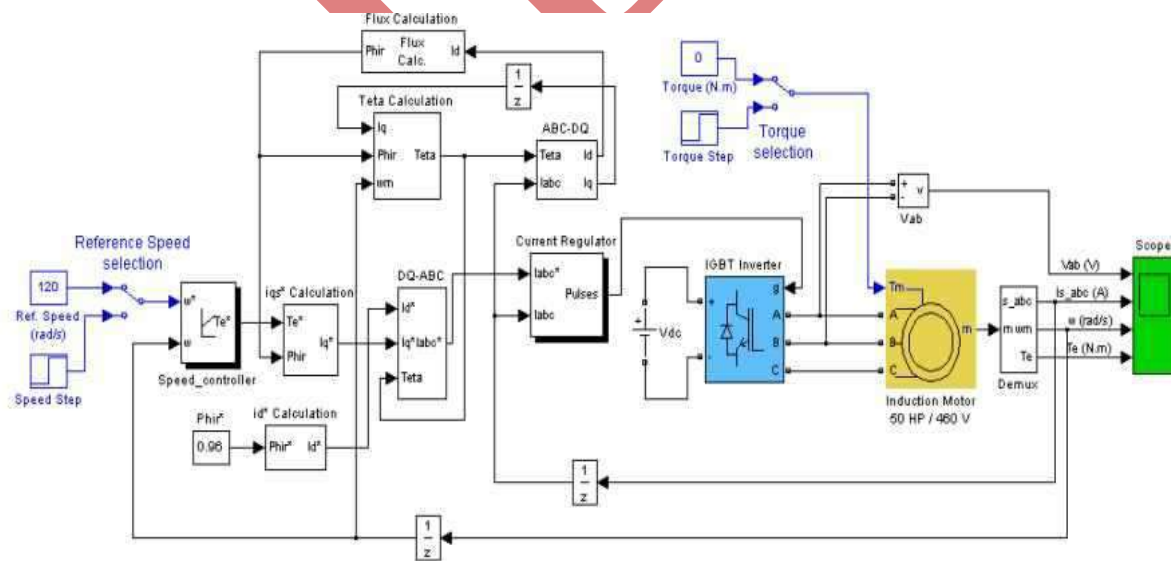 Flux Calculation
Phir Flux Calc. Id
1
z
Teta Calculation
Iq
Phir Teta
wm
ABC-DQ
Teta Id
Iabc Iq
0
Torque (N.m)
Torque Step
Torque
selection
+
-
v
Vab
Reference Speed
selection
120
Ref. Speed
(rad/s)
Speed Step
w*
w
Te*
Speed_controller
iqs* Calculation
Te*
Iq*
Phir
DQ-ABC
Id*
Iq* Iabc*
Teta
Current Regulator
Iabc*
Pulses
Iabc
Vdc
+
IGBT Inverter
g
+
A
B
-
C
Tm
A
B
C
m
Induction Motor
50 HP / 460 V
is_abc
m wm
Te
Demux
Scope
Vab (V)
Is_abc (A)
w (rad/s)
Te (N.m)
Phir*
0.96
id* Calculation
Phir* Id*
1
z
1
z